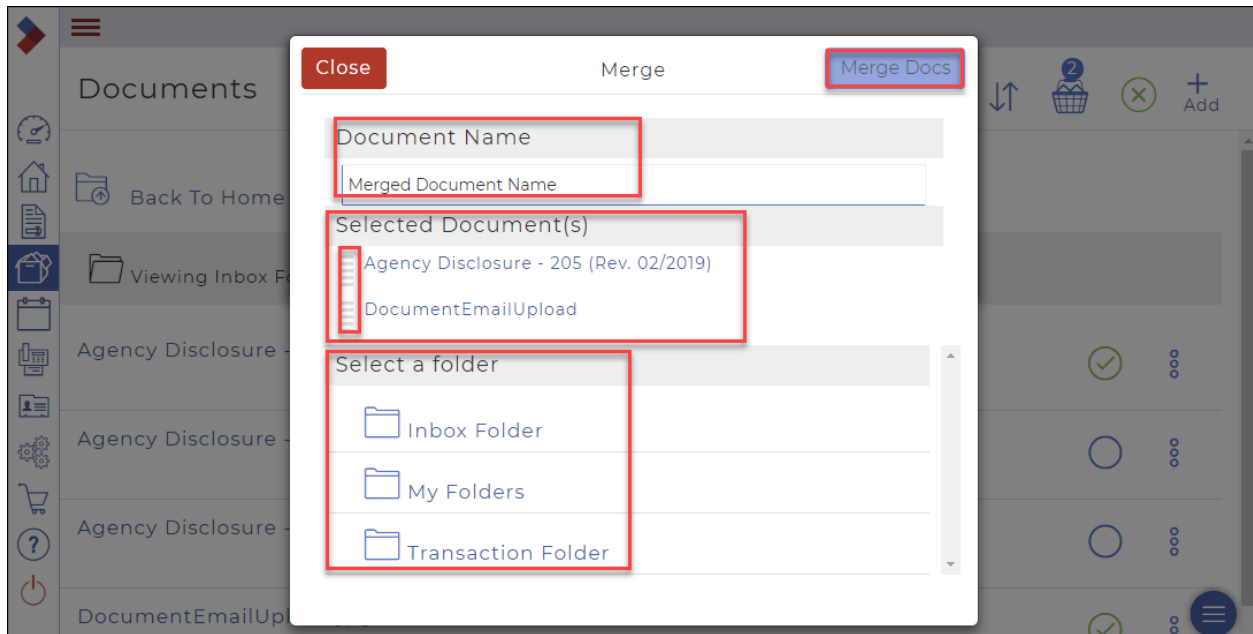 Close
Merge
Merge Docs
Documents
2
Add
Document Name
Merged Document Name
Back To Home
Selected Document(s)
Agency Disclosure - 205 (Rev. 02/2019)
Viewing Inbox
DocumentEmailUpload
Agency Disclosure -
Select a folder
Inbox Folder
Agency Disclosure -
My Folders
Agency Disclosure -
?
Transaction Folder
DocumentEmailUpl